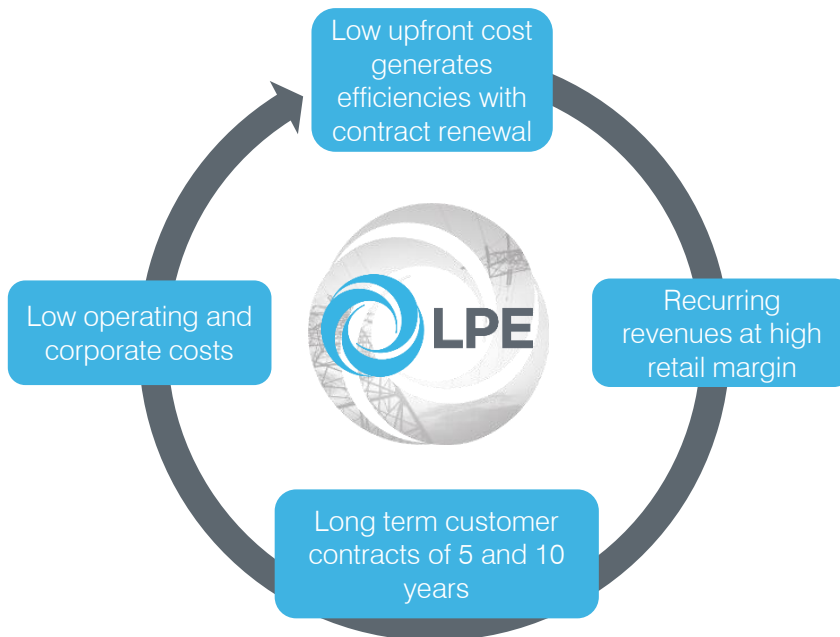 Low upfront cost
generates
efficiencies with
contract renewal
Recurring
revenues at high
retail margin
Long term customer
contracts of 5 and 10
years
Low operating and
corporate costs
LPE